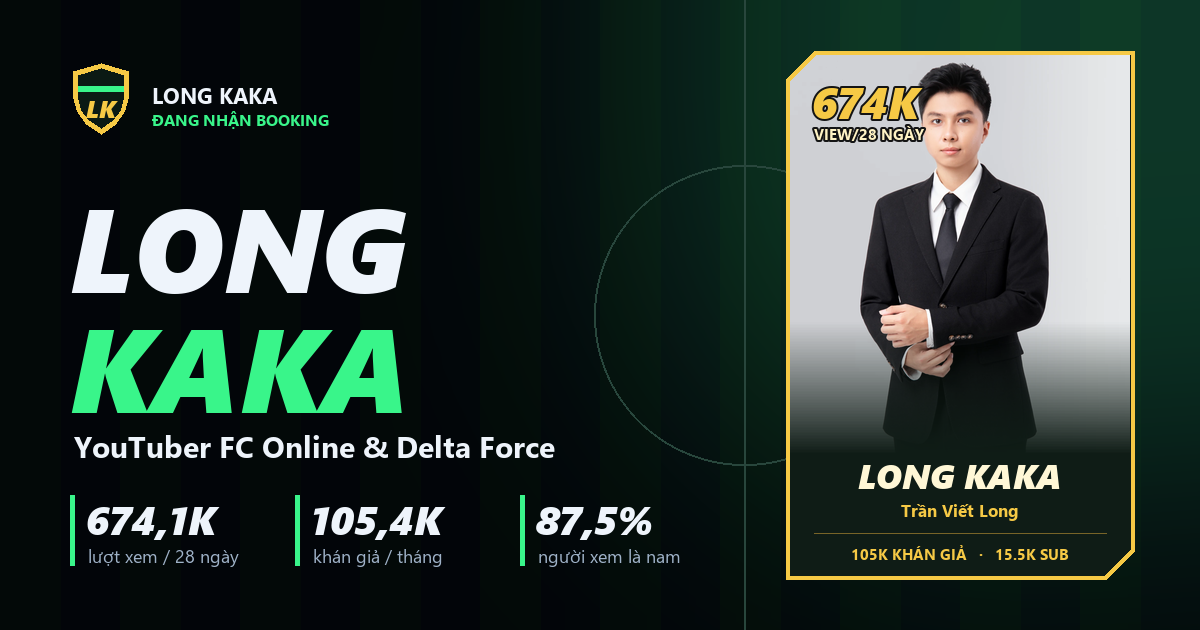 LK
LONG KAKA
ĐANG NHẬN BOOKING
LONG
KAKA
YouTuber FC Online & Delta Force
674,1K
lượt xem / 28 ngày
105,4K
khán giả / tháng
87,5%
người xem là nam
674K
VIEW/28 NGÀY
LONG KAKA
Trần Viết Long
105K KHÁN GIẢ · 15.5K SUB